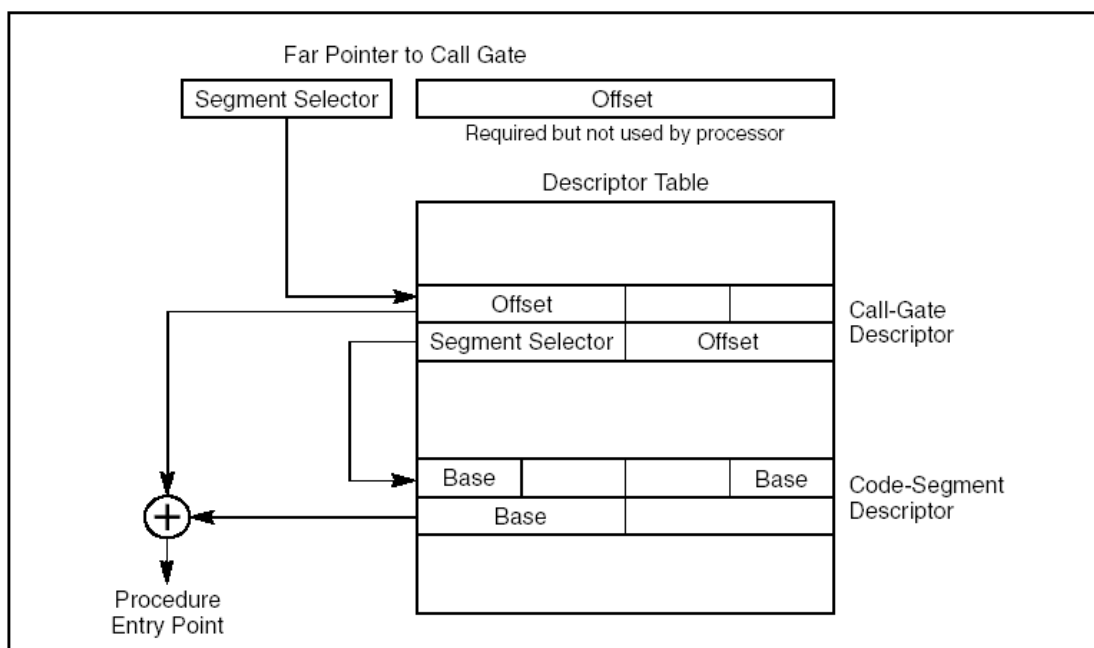 Far Pointer to Call Gate
Segment Selector
Offset
Required but not used by processor
Descriptor Table
Offset
Call-Gate
Descriptor
Segment Selector
Offset
Base
Base
Code-Segment
Descriptor
Base
+
Procedure
Entry Point